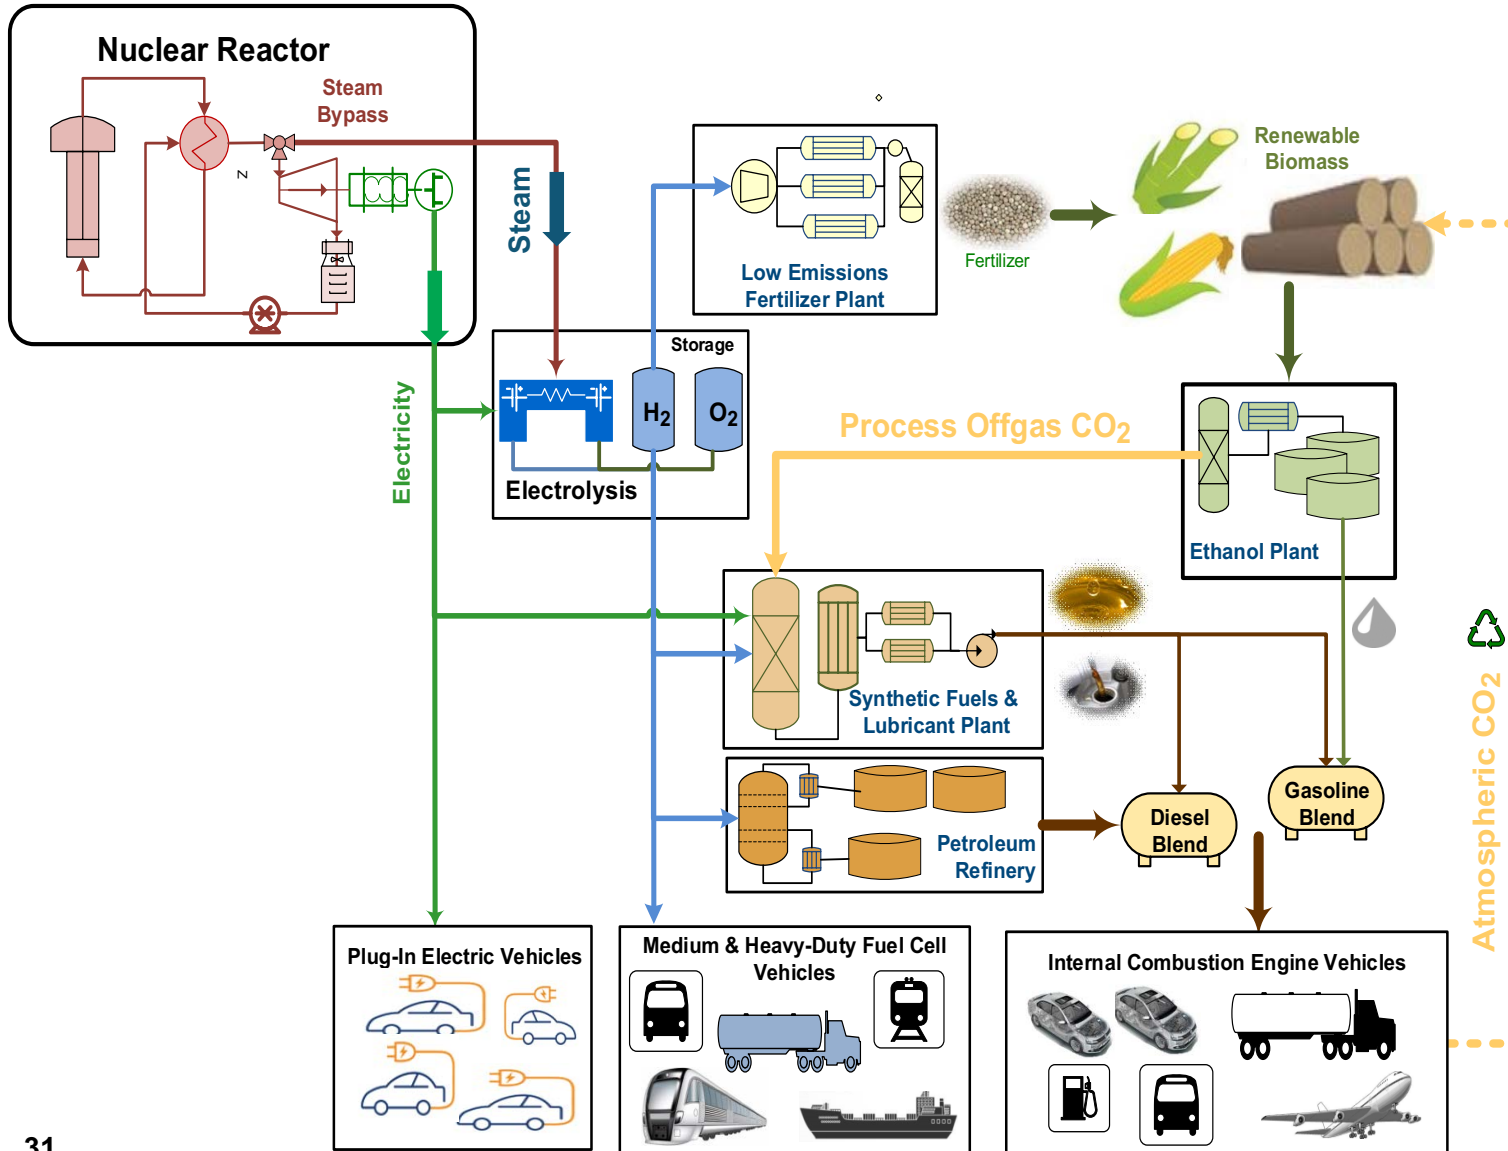 Nuclear Reactor
Steam
Bypass
N
Steam
Electricity
Low Emissions
Fertilizer Plant
Fertilizer
Renewable
Biomass
Storage
H2
O2
Electrolysis
Process Offgas CO2
Ethanol Plant
Synthetic Fuels &
Lubricant Plant
Petroleum
Refinery
Diesel
Blend
Gasoline
Blend
Atmospheric CO2
Plug-In Electric Vehicles
Medium & Heavy-Duty Fuel Cell
Vehicles
Internal Combustion Engine Vehicles
31